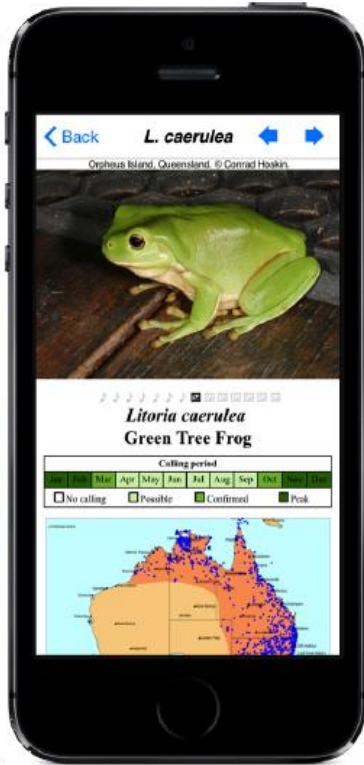 Back
L. caerulea
Orpheus Island, Queensland. © Conrad Hoskin.
Litoria caerulea
Green Tree Frog
Calling period
Jan Feb Mar Apr May Jun Jul Aug Sep Oct Nov Dec
No calling Possible Confirmed Peak